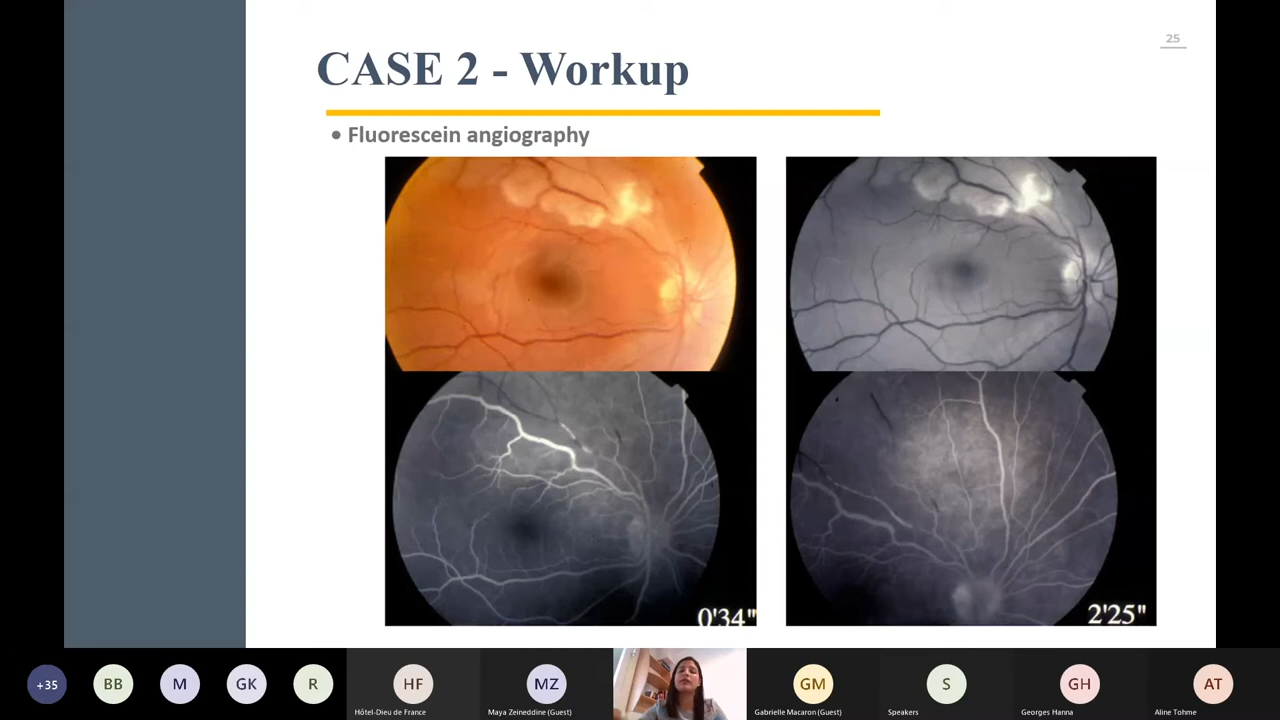 25
CASE 2 - Workup
• Fluorescein angiography
0'34"
2'25"
+35
BB
M
GK
R
HF
MZ
GM
S
GH
AT
Hôtel-Dieu de France
Maya Zeineddine (Guest)
Gabrielle Macaron (Guest)
Speakers
Georges Hanna
Aline Tohme